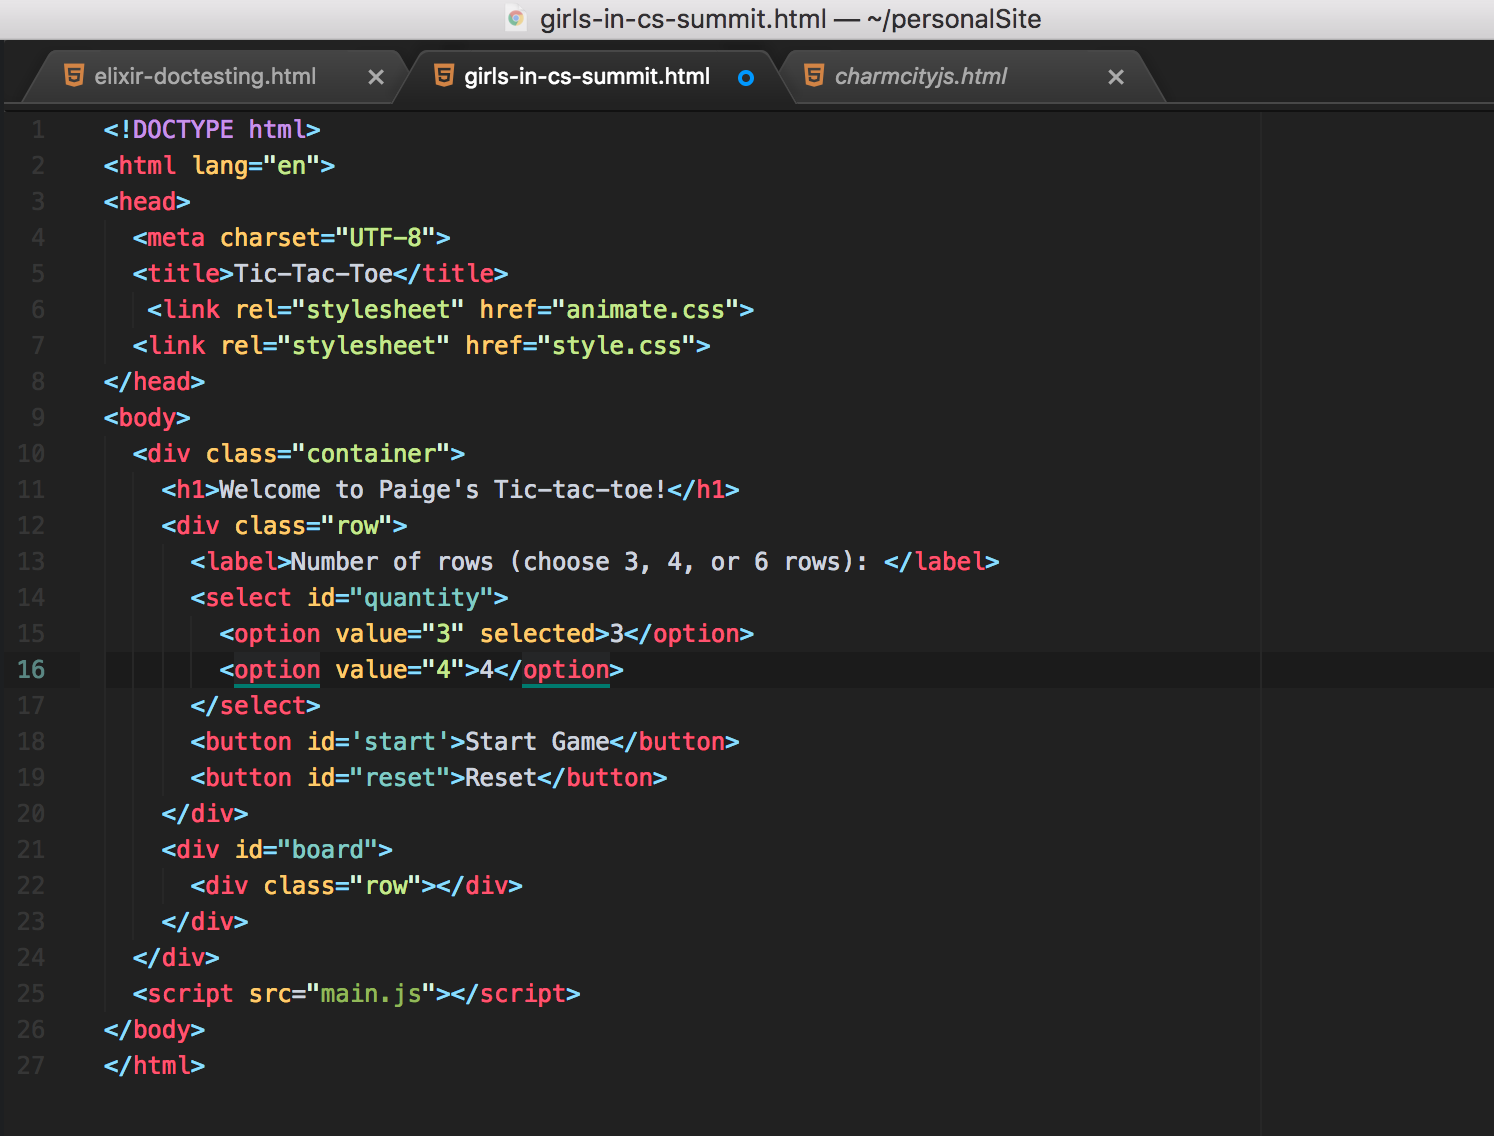 girls-in-cs-summit.html — ~/personalSite
elixir-doctesting.html
girls-in-cs-summit.html
charmcityjs.html
1 <!DOCTYPE html>
2 <html lang="en">
3 <head>
4   <meta charset="UTF-8">
5   <title>Tic-Tac-Toe</title>
6    <link rel="stylesheet" href="animate.css">
7   <link rel="stylesheet" href="style.css">
8 </head>
9 <body>
10   <div class="container">
11     <h1>Welcome to Paige's Tic-tac-toe!</h1>
12     <div class="row">
13       <label>Number of rows (choose 3, 4, or 6 rows): </label>
14       <select id="quantity">
15         <option value="3" selected>3</option>
16         <option value="4">4</option>
17       </select>
18       <button id='start'>Start Game</button>
19       <button id="reset">Reset</button>
20     </div>
21     <div id="board">
22       <div class="row"></div>
23     </div>
24   </div>
25   <script src="main.js"></script>
26 </body>
27 </html>